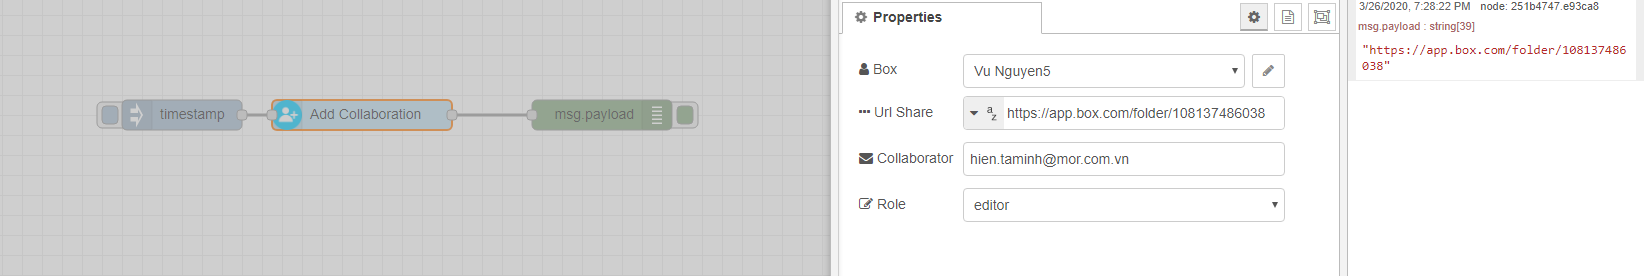 timestamp
Add Collaboration
msg.payload
Properties
Box
Vu Nguyen5
Url Share
a
z
https://app.box.com/folder/108137486038
Collaborator
hien.taminh@mor.com.vn
Role
editor
3/26/2020, 7:28:22 PM node: 251b4747.e93ca8
msg.payload : string[39]
"https://app.box.com/folder/108137486
038"